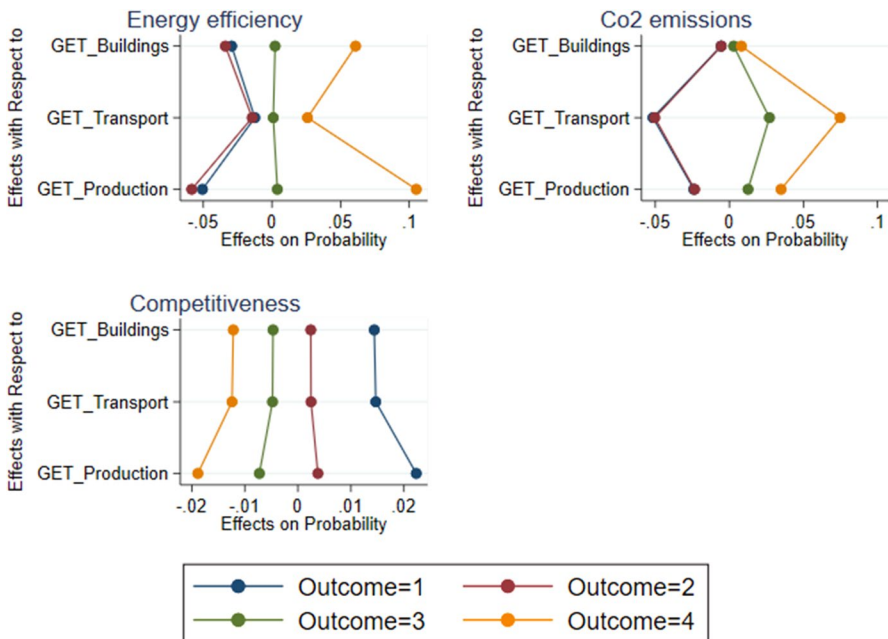 Energy efficiency
Effects with Respect to
GET_Buildings
GET_Transport
GET_Production
-.05 0 .05 .1
Effects on Probability
Co2 emissions
Effects with Respect to
GET_Buildings
GET_Transport
GET_Production
-.05 0 .05 .1
Effects on Probability
Competitiveness
Effects with Respect to
GET_Buildings
GET_Transport
GET_Production
-.02 -.01 0 .01 .02
Effects on Probability
Outcome=1 Outcome=2
Outcome=3 Outcome=4